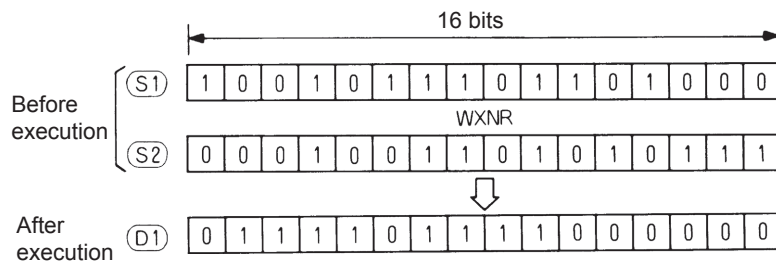 16 bits
Before execution
S1 1 0 0 1 0 1 1 1 0 1 1 0 1 0 0 0
WXNR
S2 0 0 0 1 0 0 1 1 0 1 0 1 0 1 1 1
After execution
D1 0 1 1 1 1 0 1 1 1 1 0 0 0 0 0 0